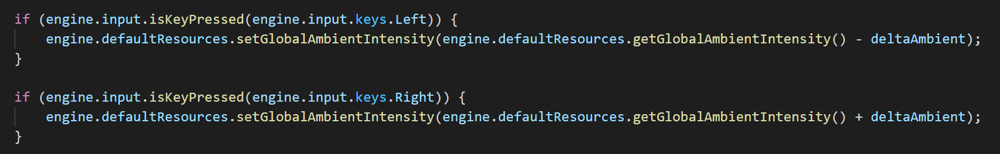 if (engine.input.isKeyPressed(engine.input.keys.Left)) {
    engine.defaultResources.setGlobalAmbientIntensity(engine.defaultResources.getGlobalAmbientIntensity() - deltaAmbient);
}

if (engine.input.isKeyPressed(engine.input.keys.Right)) {
    engine.defaultResources.setGlobalAmbientIntensity(engine.defaultResources.getGlobalAmbientIntensity() + deltaAmbient);
}